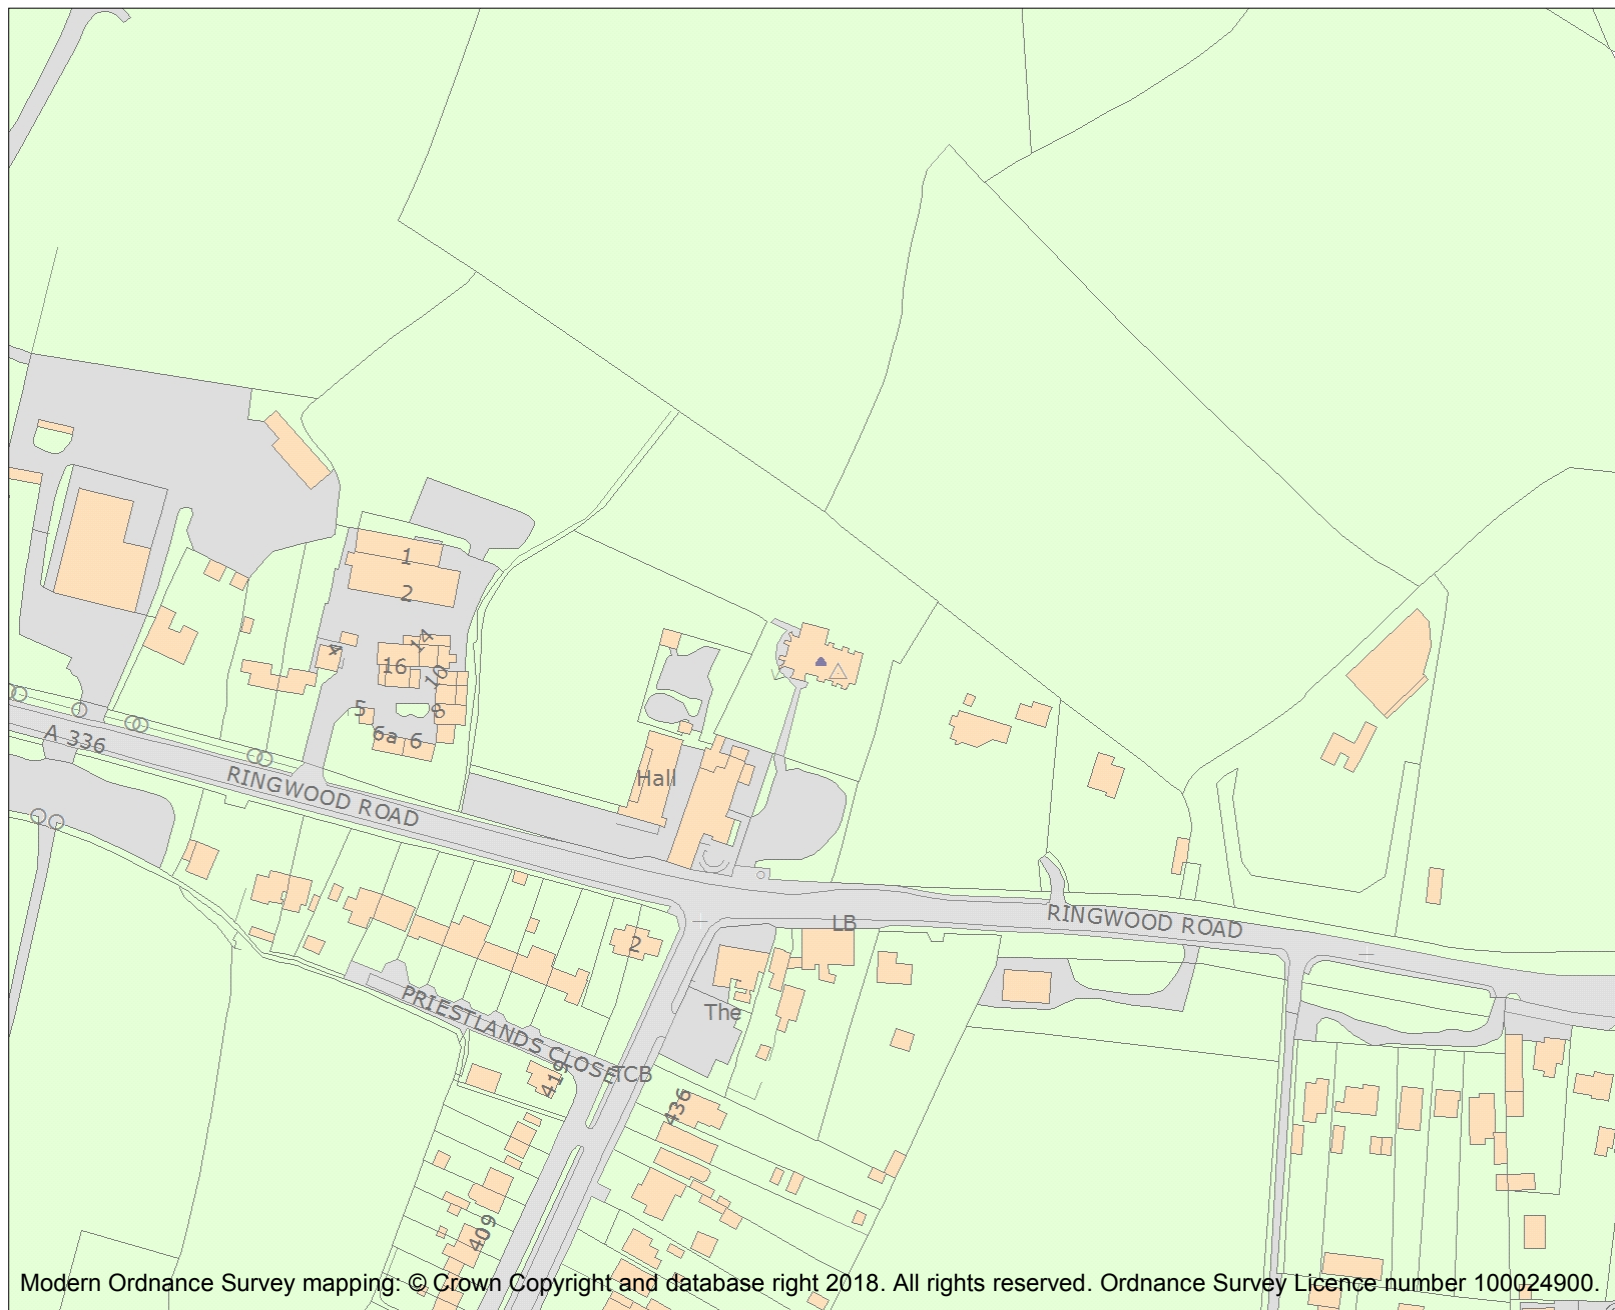 1
2
14
4
16
10
5
8
6a 6
A 336
RINGWOOD ROAD
Hall
LB
RINGWOOD ROAD
2
PRIESTLANDS CLOSE
The
TCB
419
436
409
Modern Ordnance Survey mapping: © Crown Copyright and database right 2018. All rights reserved. Ordnance Survey Licence number 100024900.